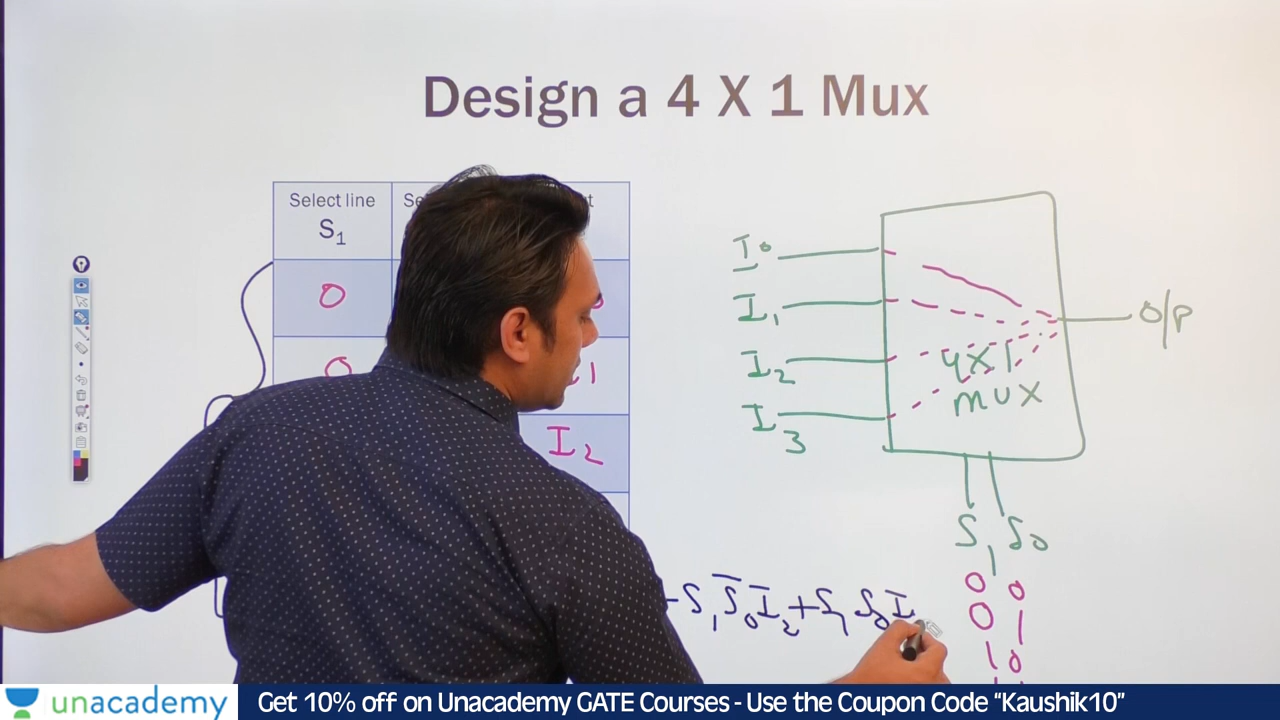 Design a 4 X 1 Mux
Select line
S₁
0
0
1
I₂
I₀
I₁
I₂
I₃
4X1
MUX
O/P
S₁ S₀
0 0
0 1
1 0
S₁S̄₀I₂+S₁S₀I
unacademy
Get 10% off on Unacademy GATE Courses - Use the Coupon Code “Kaushik10”